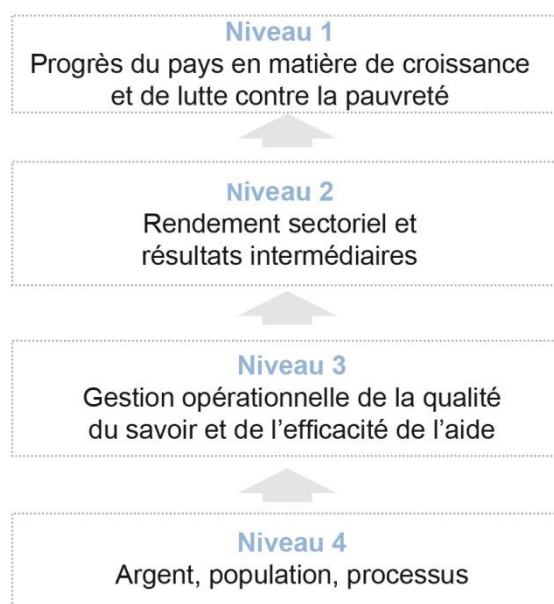 Niveau 1
Progrès du pays en matière de croissance
et de lutte contre la pauvreté
Niveau 2
Rendement sectoriel et
résultats intermédiaires
Niveau 3
Gestion opérationnelle de la qualité
du savoir et de l’efficacité de l’aide
Niveau 4
Argent, population, processus